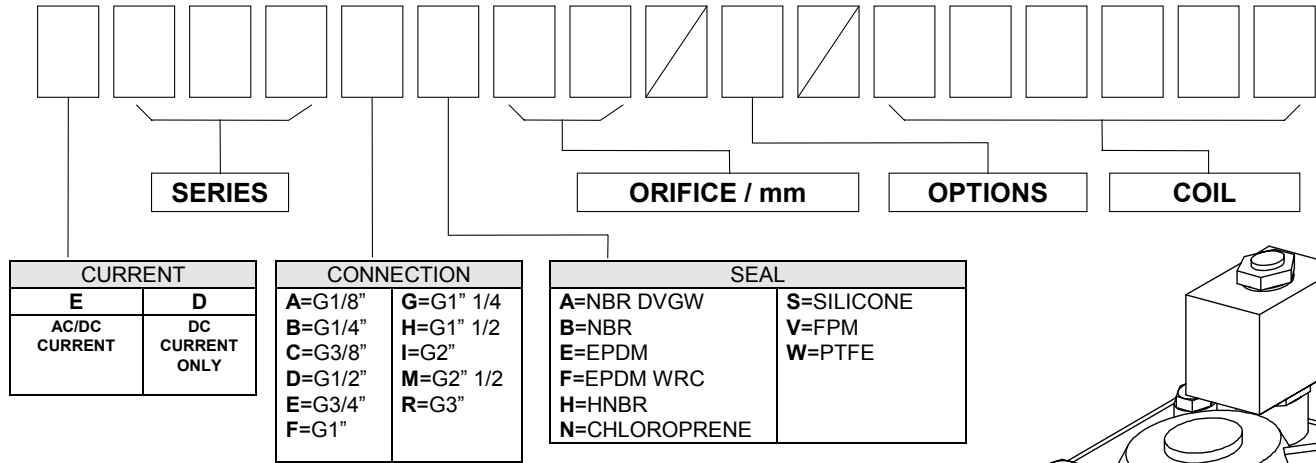 SERIES
ORIFICE / mm
OPTIONS
COIL
CURRENT
E D
AC/DC CURRENT
DC CURRENT ONLY
CONNECTION
A=G1/8”
B=G1/4”
C=G3/8”
D=G1/2”
E=G3/4”
F=G1”
G=G1” 1/4
H=G1” 1/2
I=G2”
M=G2” 1/2
R=G3”
SEAL
A=NBR DVGW
B=NBR
E=EPDM
F=EPDM WRC
H=HNBR
N=CHLOROPRENE
S=SILICONE
V=FPM
W=PTFE